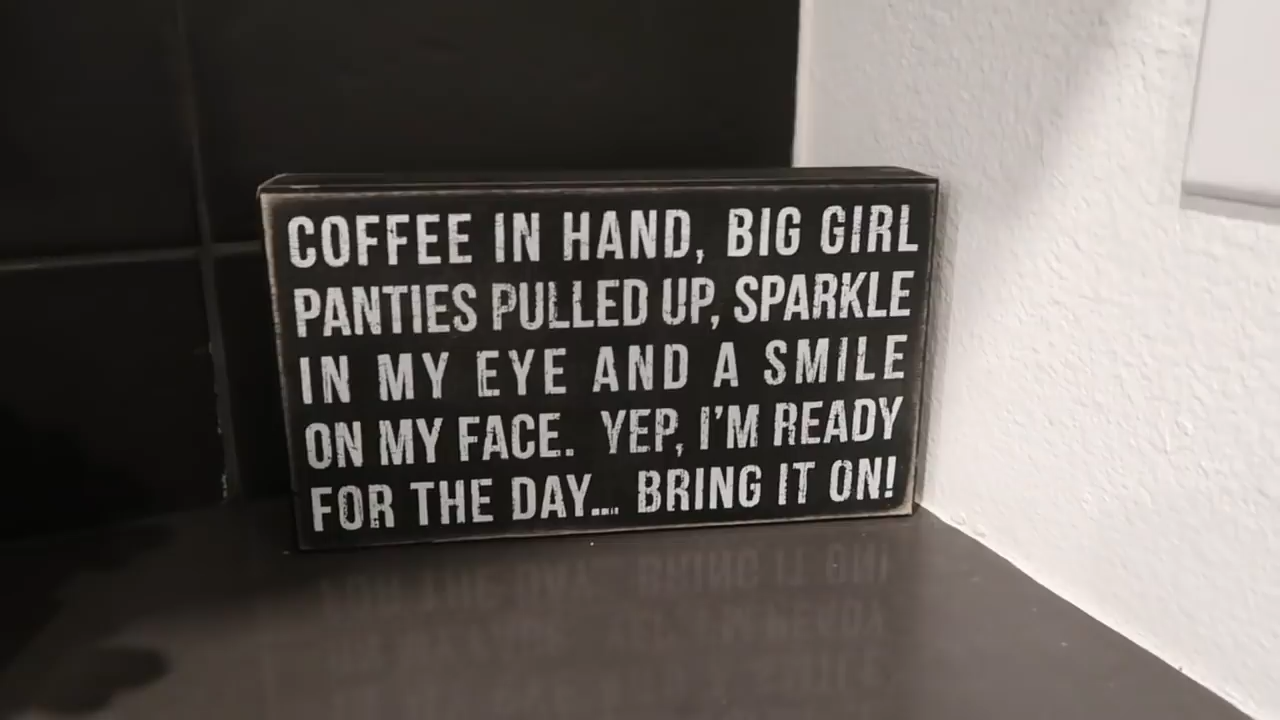 COFFEE IN HAND, BIG GIRL
PANTIES PULLED UP, SPARKLE
IN MY EYE AND A SMILE
ON MY FACE. YEP, I'M READY
FOR THE DAY... BRING IT ON!